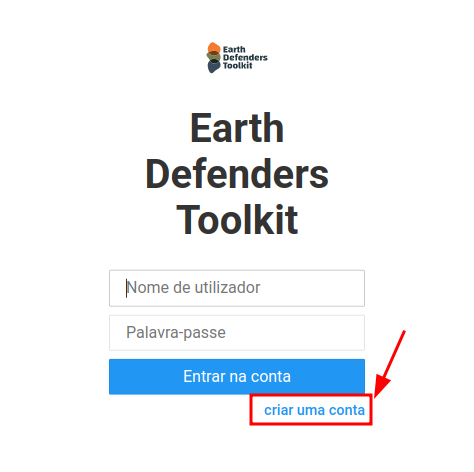 Earth
Defenders
Toolkit
Earth
Defenders
Toolkit
Nome de utilizador
Palavra-passe
Entrar na conta
criar uma conta